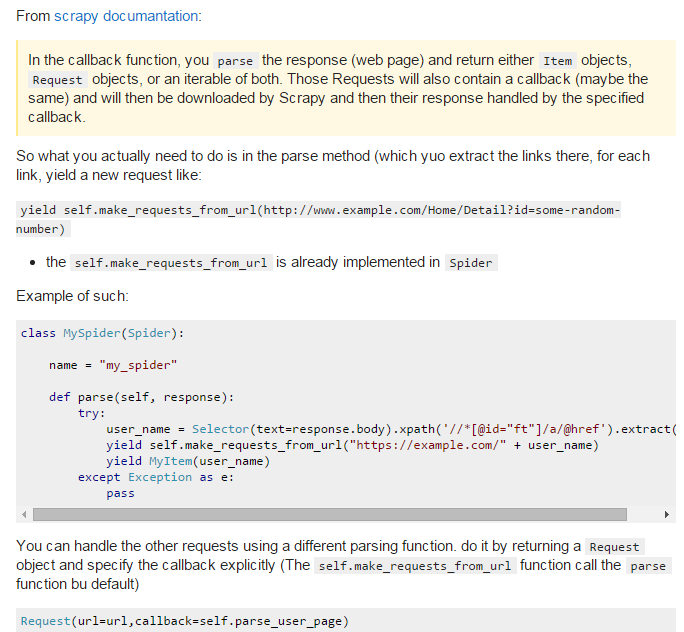 From scrapy documantation:
In the callback function, you parse the response (web page) and return either Item objects,
Request objects, or an iterable of both. Those Requests will also contain a callback (maybe the
same) and will then be downloaded by Scrapy and then their response handled by the specified
callback.
So what you actually need to do is in the parse method (which yuo extract the links there, for each
link, yield a new request like:
yield self.make_requests_from_url(http://www.example.com/Home/Detail?id=some-random-
number)
• the self.make_requests_from_url is already implemented in Spider
Example of such:
class MySpider(Spider):
    name = "my_spider"
    def parse(self, response):
        try:
            user_name = Selector(text=response.body).xpath('//*[@id="ft"]/a/@href').extract(
            yield self.make_requests_from_url("https://example.com/" + user_name)
            yield MyItem(user_name)
        except Exception as e:
            pass
You can handle the other requests using a different parsing function. do it by returning a Request
object and specify the callback explicitly (The self.make_requests_from_url function call the parse
function bu default)
Request(url=url,callback=self.parse_user_page)